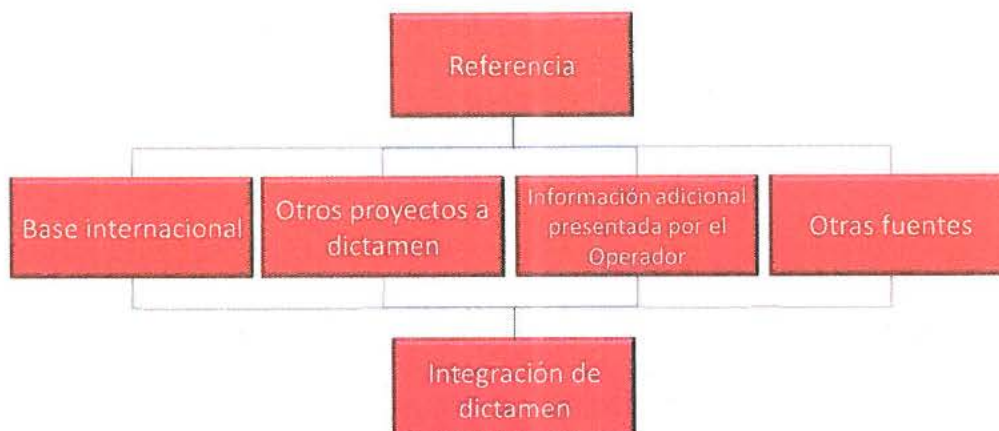 Referencia
Base internacional
Otros proyectos a
dictamen
Información adicional
presentada por el
Operador
Otras fuentes
Integración de
dictamen